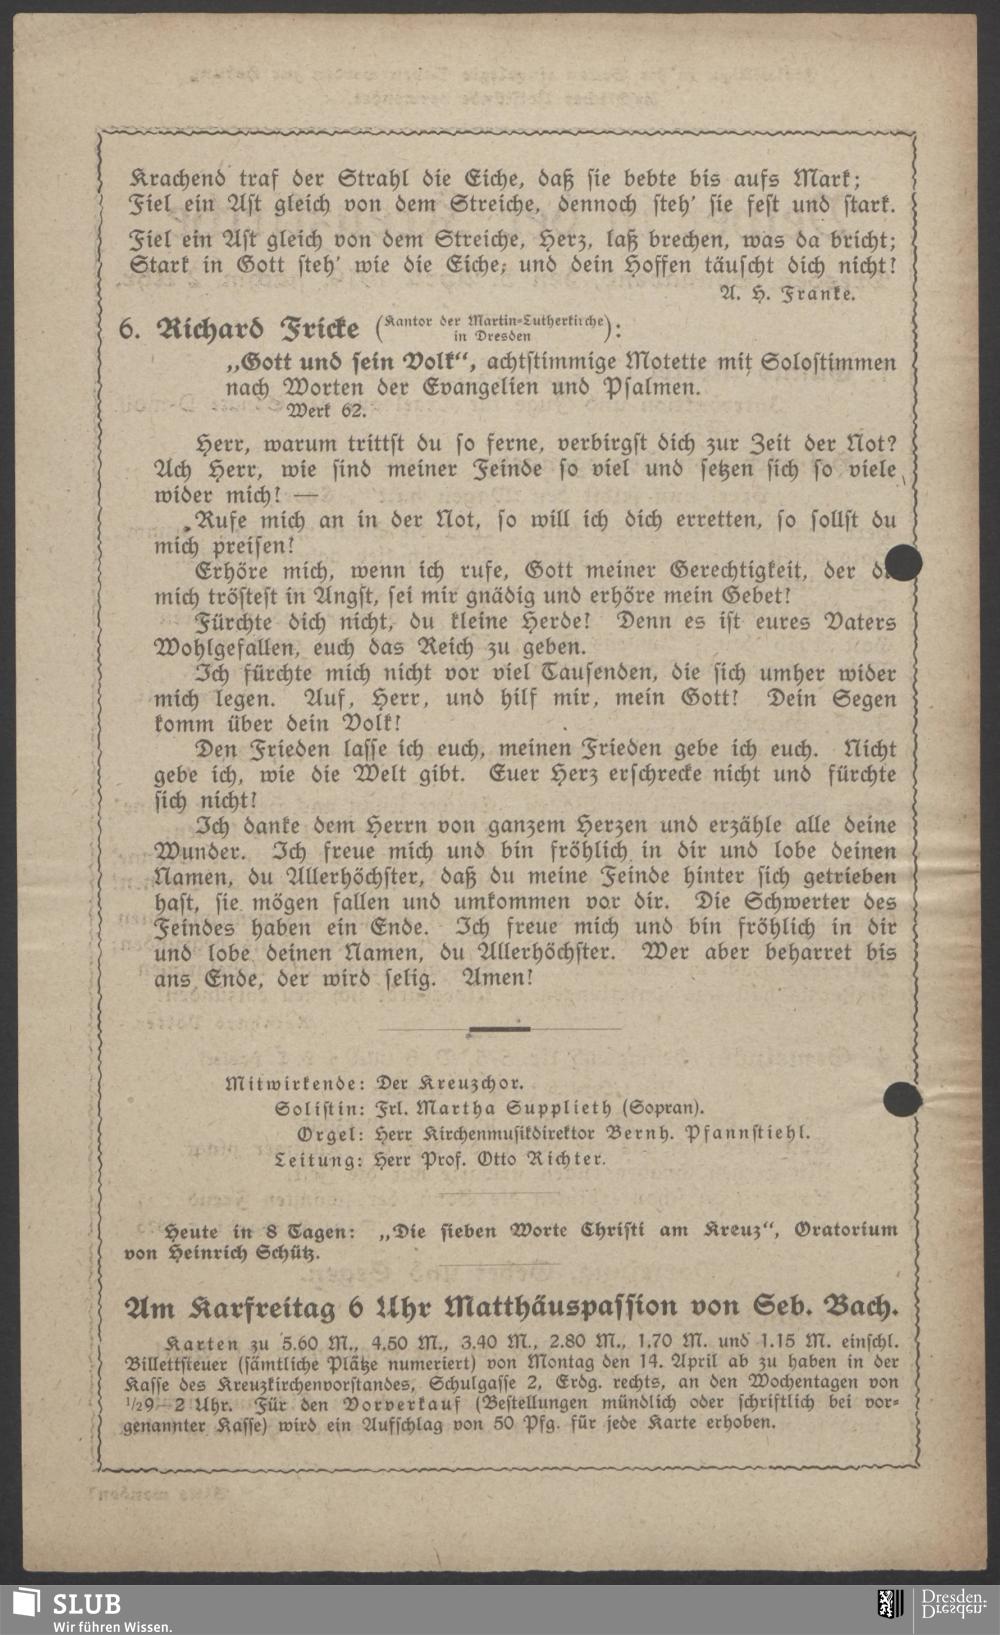 Krachend traf der Strahl die Eiche, daß sie bebte bis aufs Mark;
Fiel ein Ast gleich von dem Streiche, dennoch steh' sie fest und stark.
Fiel ein Ast gleich von dem Streiche, Herz, laß brechen, was da bricht;
Stark in Gott steh' wie die Eiche, und dein Hoffen täuscht dich nicht!
A. H. Franke.
6. Richard Fricke (Kantor der Martin-Lutherkirche in Dresden):
„Gott und sein Volk“, achtstimmige Motette mit Solostimmen
nach Worten der Evangelien und Psalmen.
Werk 62.
Herr, warum trittst du so ferne, verbirgst dich zur Zeit der Not?
Ach Herr, wie sind meiner Feinde so viel und setzen sich so viele
wider mich! —
Rufe mich an in der Not, so will ich dich erretten, so sollst du
mich preisen!
Erhöre mich, wenn ich rufe, Gott meiner Gerechtigkeit, der du
mich tröstest in Angst, sei mir gnädig und erhöre mein Gebet!
Fürchte dich nicht, du kleine Herde! Denn es ist eures Vaters
Wohlgefallen, euch das Reich zu geben.
Ich fürchte mich nicht vor viel Tausenden, die sich umher wider
mich legen. Auf, Herr, und hilf mir, mein Gott! Dein Segen
komm über dein Volk!
Den Frieden lasse ich euch, meinen Frieden gebe ich euch. Nicht
gebe ich, wie die Welt gibt. Euer Herz erschrecke nicht und fürchte
sich nicht!
Ich danke dem Herrn von ganzem Herzen und erzähle alle deine
Wunder. Ich freue mich und bin fröhlich in dir und lobe deinen
Namen, du Allerhöchster, daß du meine Feinde hinter sich getrieben
hast, sie mögen fallen und umkommen vor dir. Die Schwerter des
Feindes haben ein Ende. Ich freue mich und bin fröhlich in dir
und lobe deinen Namen, du Allerhöchster. Wer aber beharret bis
ans Ende, der wird selig. Amen!
Mitwirkende: Der Kreuzchor.
Solistin: Frl. Martha Supplieth (Sopran).
Orgel: Herr Kirchenmusikdirektor Bernh. Pfannstiehl.
Leitung: Herr Prof. Otto Richter.
Heute in 8 Tagen: „Die sieben Worte Christi am Kreuz“, Oratorium
von Heinrich Schütz.
Am Karfreitag 6 Uhr Matthäuspassion von Seb. Bach.
Karten zu 5.60 M., 4.50 M., 3.40 M., 2.80 M., 1.70 M. und 1.15 M. einschl.
Billettsteuer (sämtliche Plätze numeriert) von Montag den 14. April ab zu haben in der
Kasse des Kreuzkirchenvorstandes, Schulgasse 2, Erdg. rechts, an den Wochentagen von
1/29—2 Uhr. Für den Vorverkauf (Bestellungen mündlich oder schriftlich bei vor-
genannter Kasse) wird ein Aufschlag von 50 Pfg. für jede Karte erhoben.
SLUB
Wir führen Wissen.
Dresden.
Dresden.